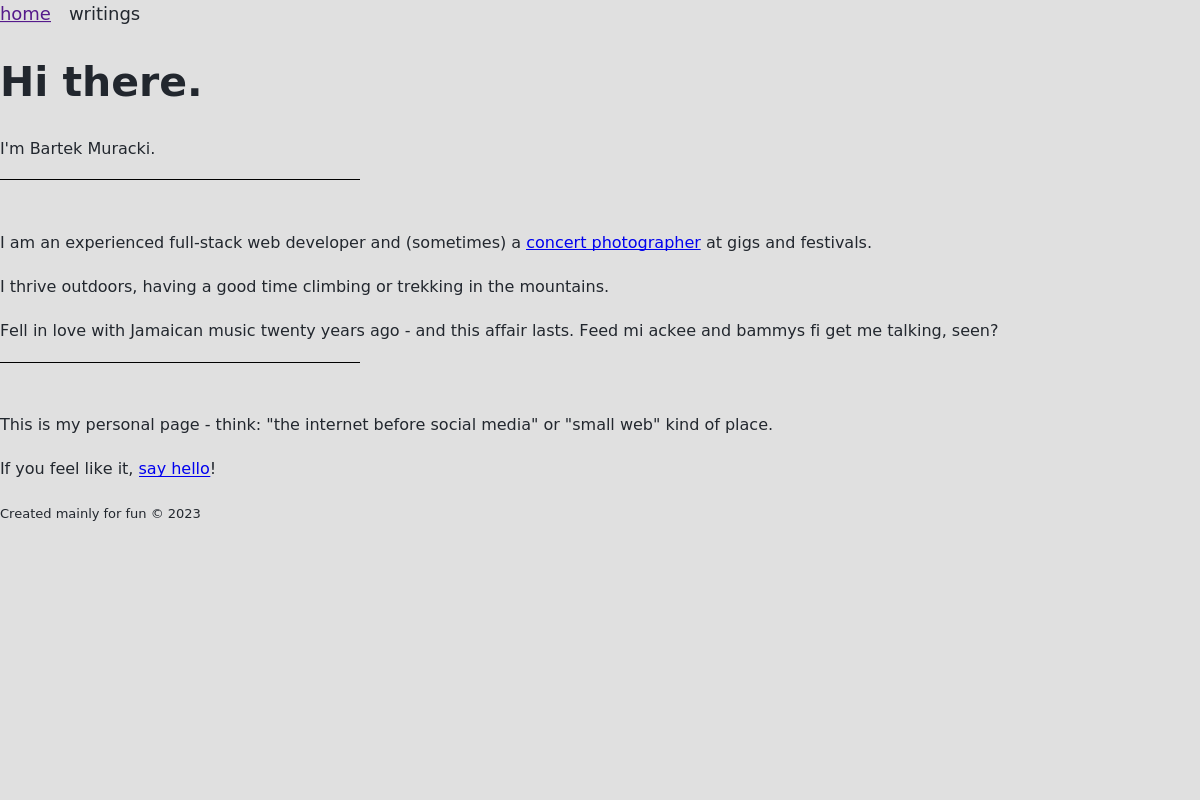 home writings
Hi there.
I'm Bartek Muracki.
I am an experienced full-stack web developer and (sometimes) a concert photographer at gigs and festivals.
I thrive outdoors, having a good time climbing or trekking in the mountains.
Fell in love with Jamaican music twenty years ago - and this affair lasts. Feed mi ackee and bammys fi get me talking, seen?
This is my personal page - think: "the internet before social media" or "small web" kind of place.
If you feel like it, say hello!
Created mainly for fun © 2023